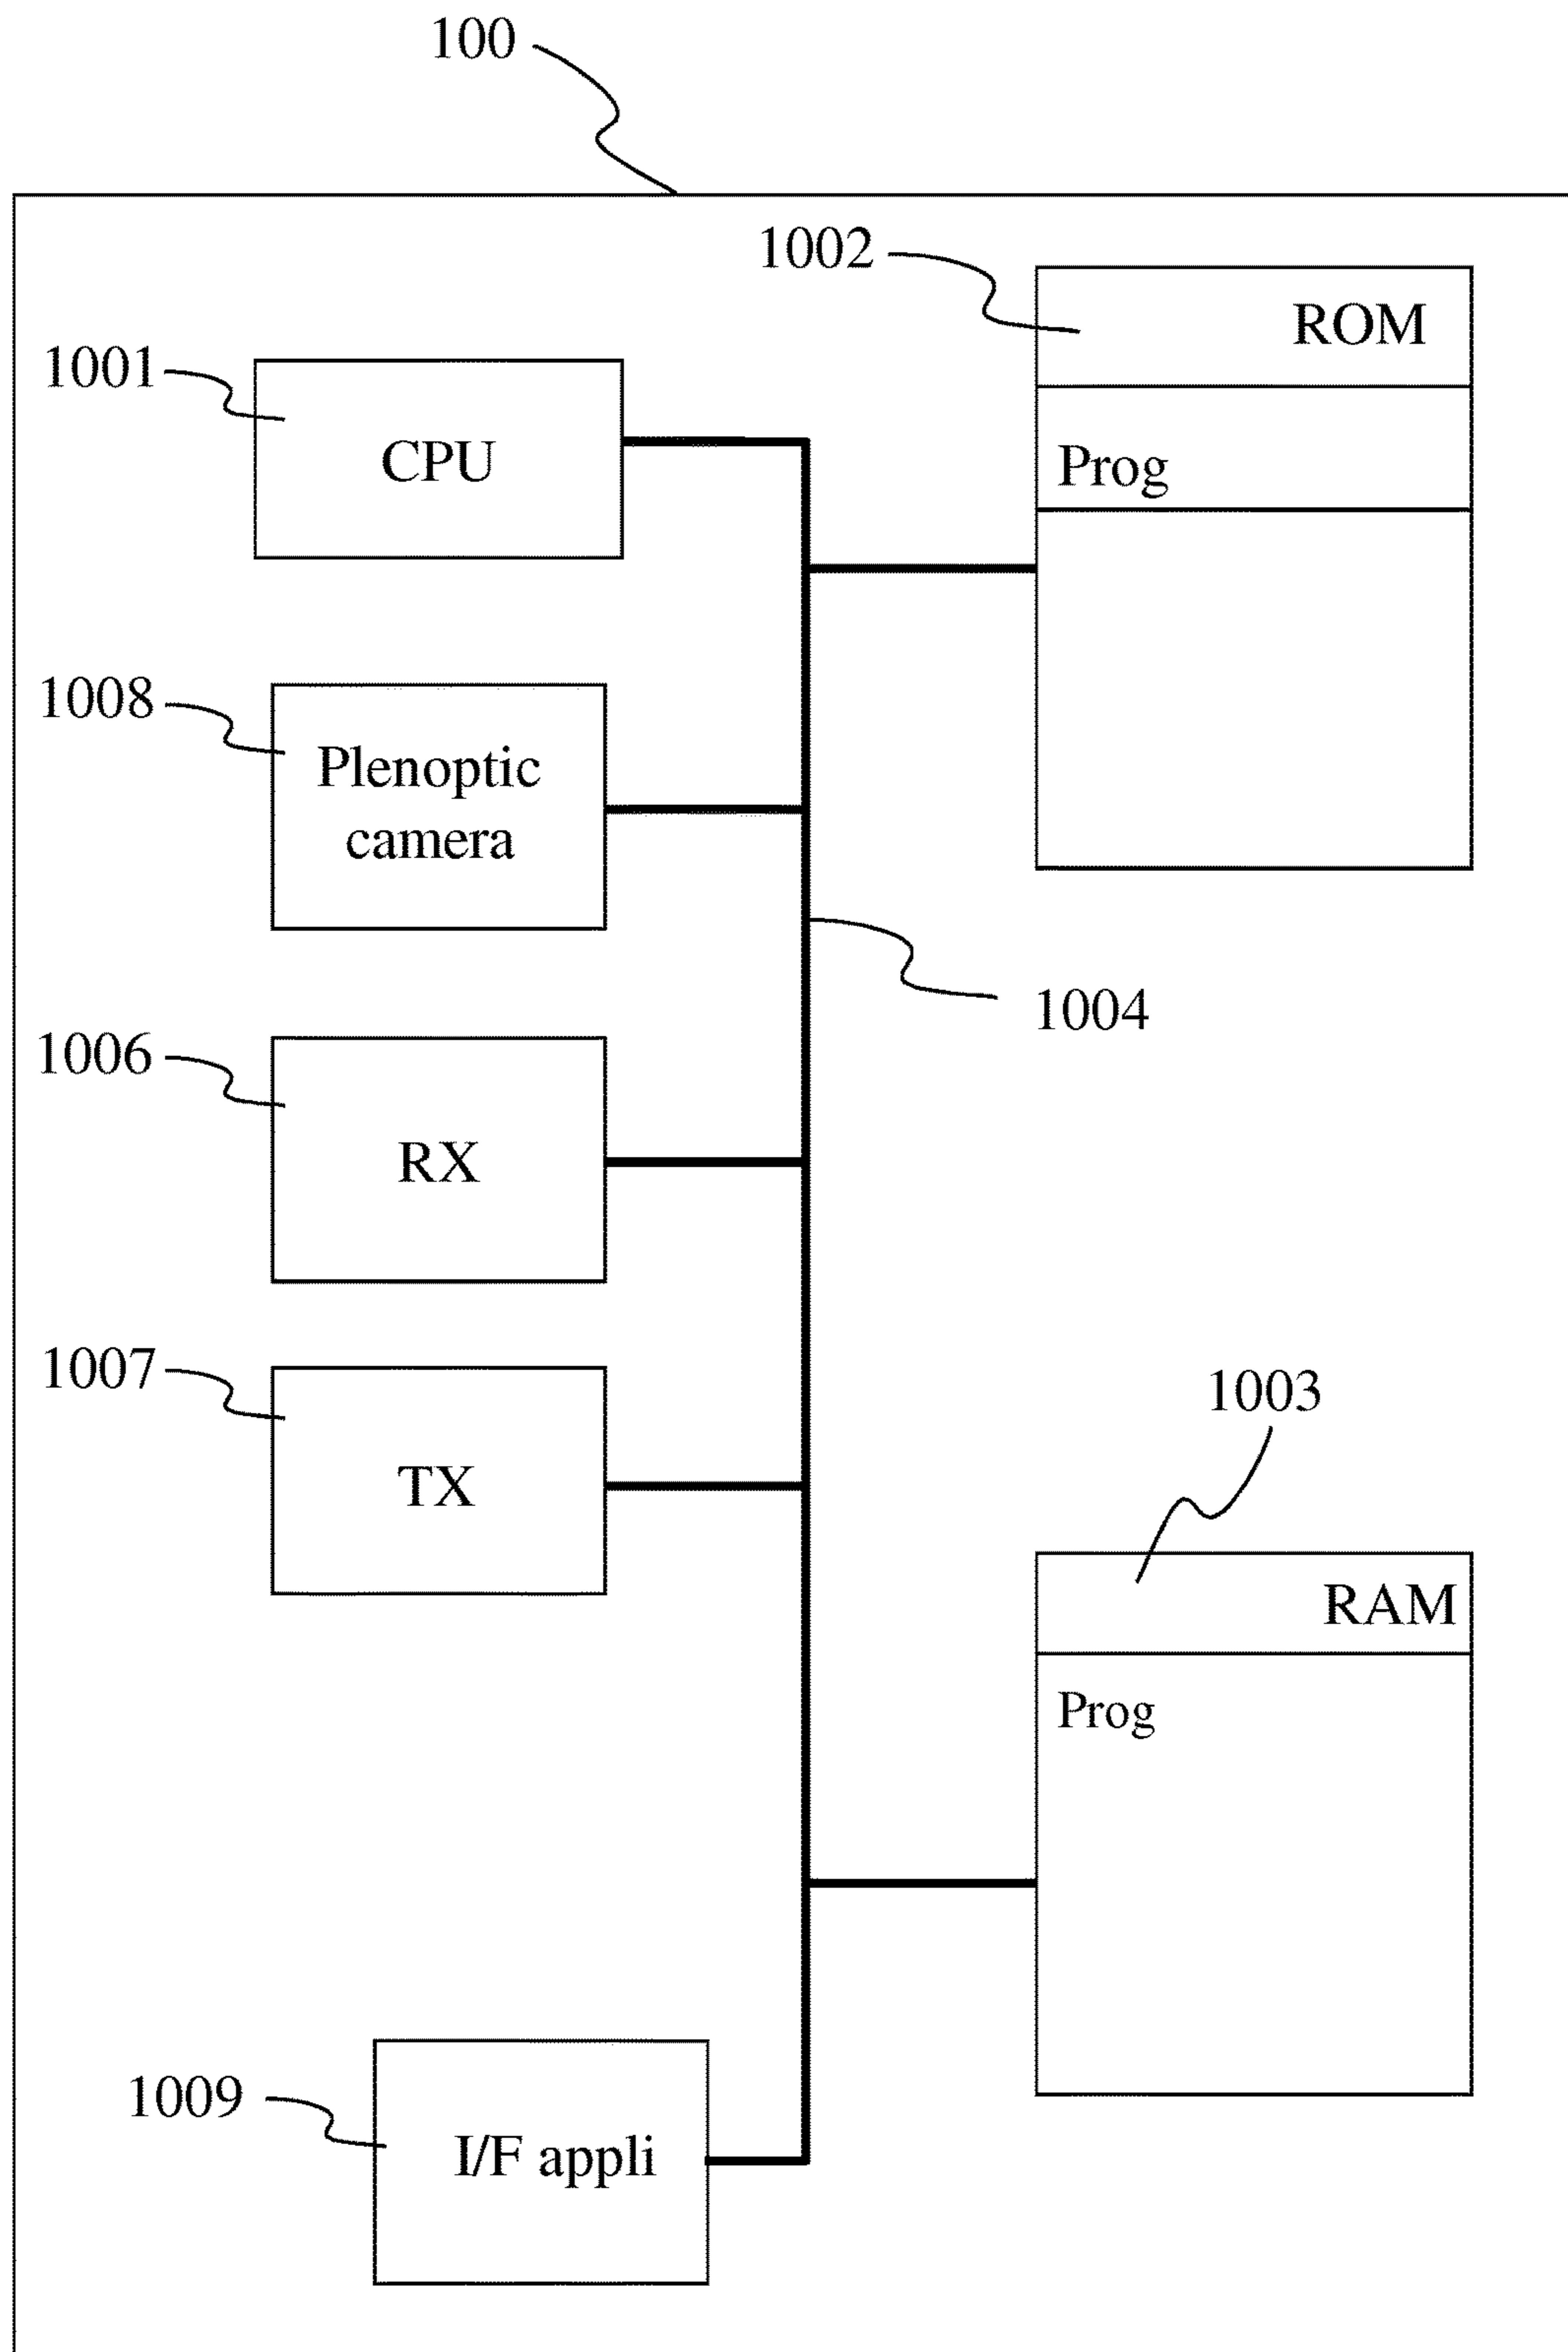 100
1002
ROM
1001
CPU
Prog
1008
Plenoptic
camera
1004
1006
RX
1007
TX
1003
RAM
Prog
1009
I/F appli